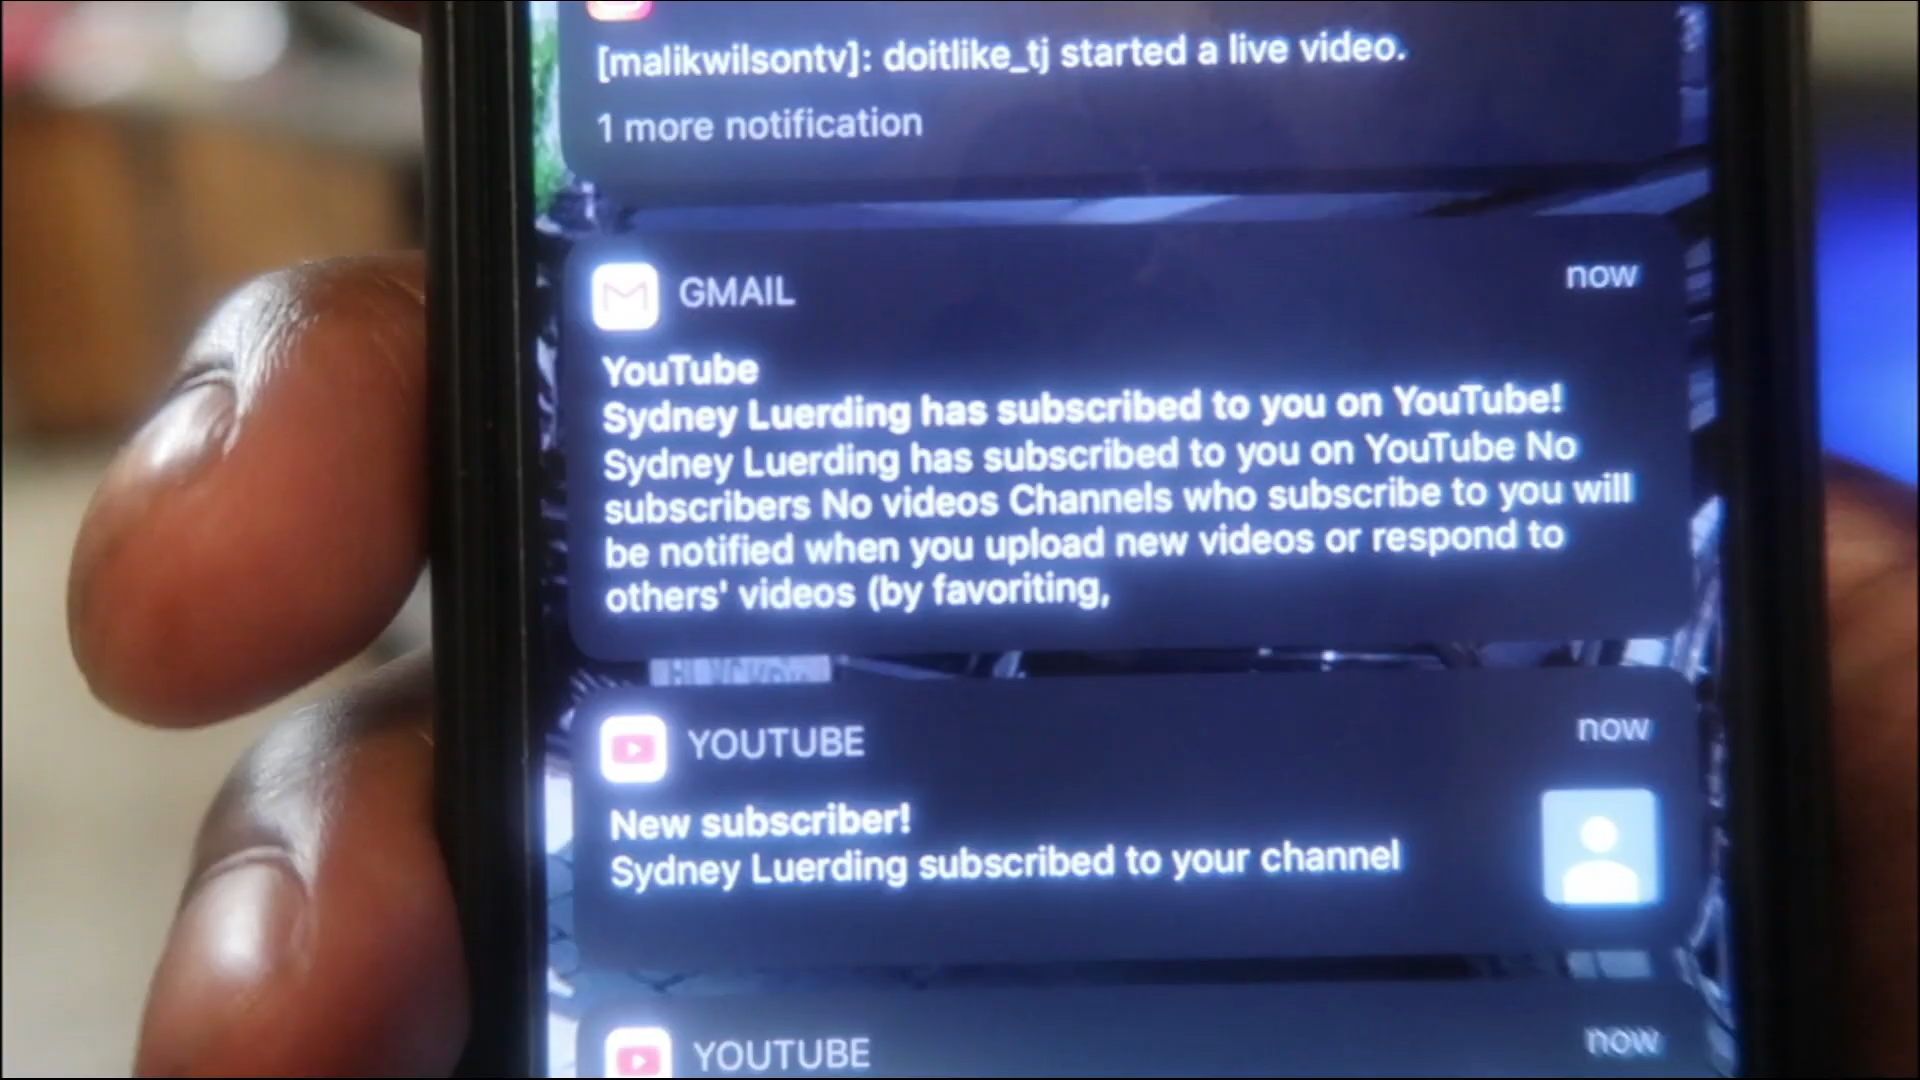 [malikwilsontv]: doitlike_tj started a live video.
1 more notification
GMAIL
now
YouTube
Sydney Luerding has subscribed to you on YouTube!
Sydney Luerding has subscribed to you on YouTube No
subscribers No videos Channels who subscribe to you will
be notified when you upload new videos or respond to
others' videos (by favoriting,
YOUTUBE
now
New subscriber!
Sydney Luerding subscribed to your channel
YOUTUBE
now